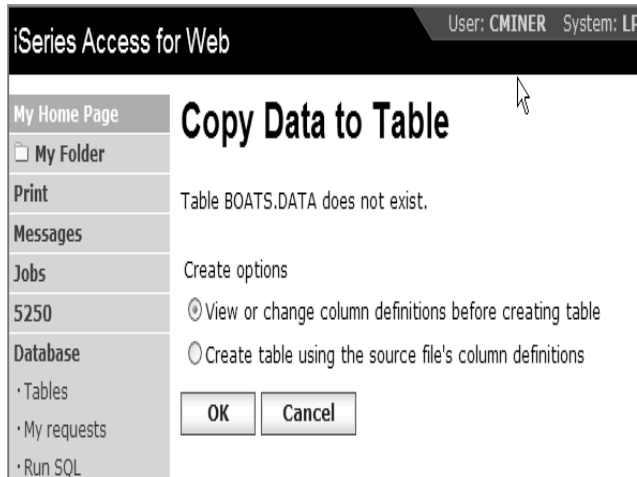 iSeries Access for Web
User: CMINER System:
My Home Page
My Folder
Print
Messages
Jobs
5250
Database
· Tables
· My requests
· Run SQL
Copy Data to Table
Table BOATS.DATA does not exist.
Create options
View or change column definitions before creating table
Create table using the source file's column definitions
OK Cancel